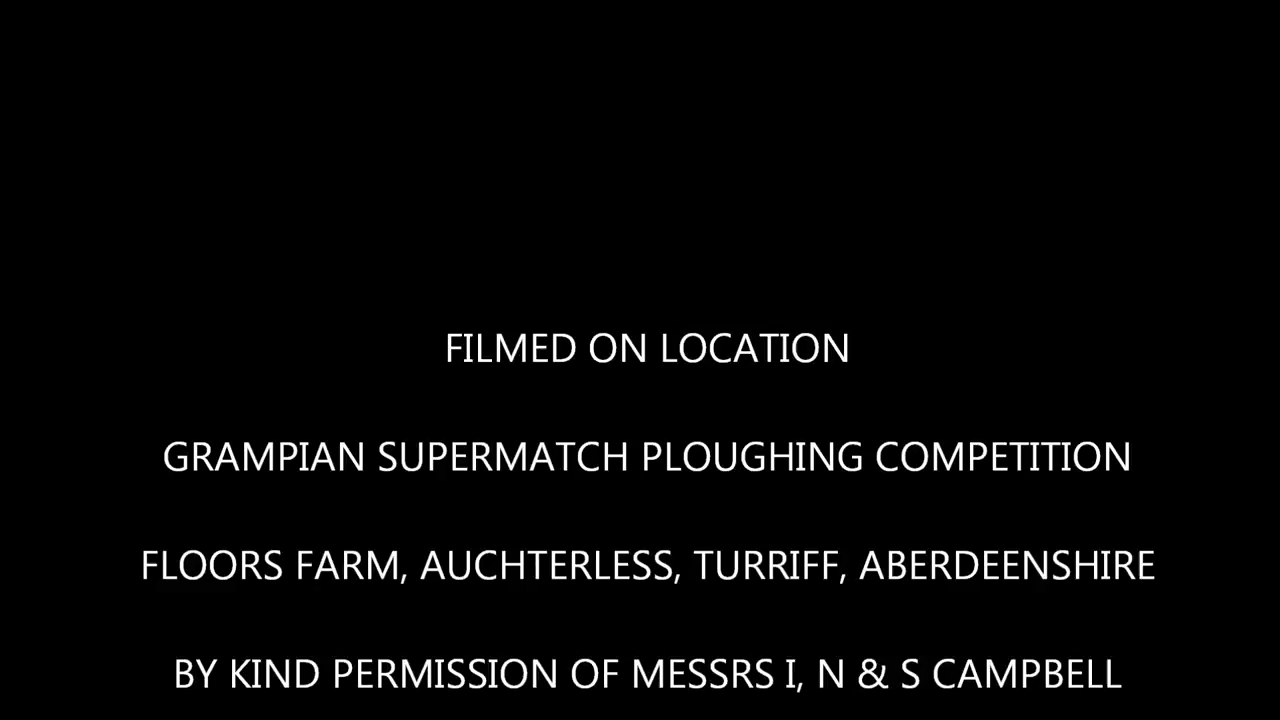 FILMED ON LOCATION
GRAMPIAN SUPERMATCH PLOUGHING COMPETITION
FLOORS FARM, AUCHTERLESS, TURRIFF, ABERDEENSHIRE
BY KIND PERMISSION OF MESSRS I, N & S CAMPBELL